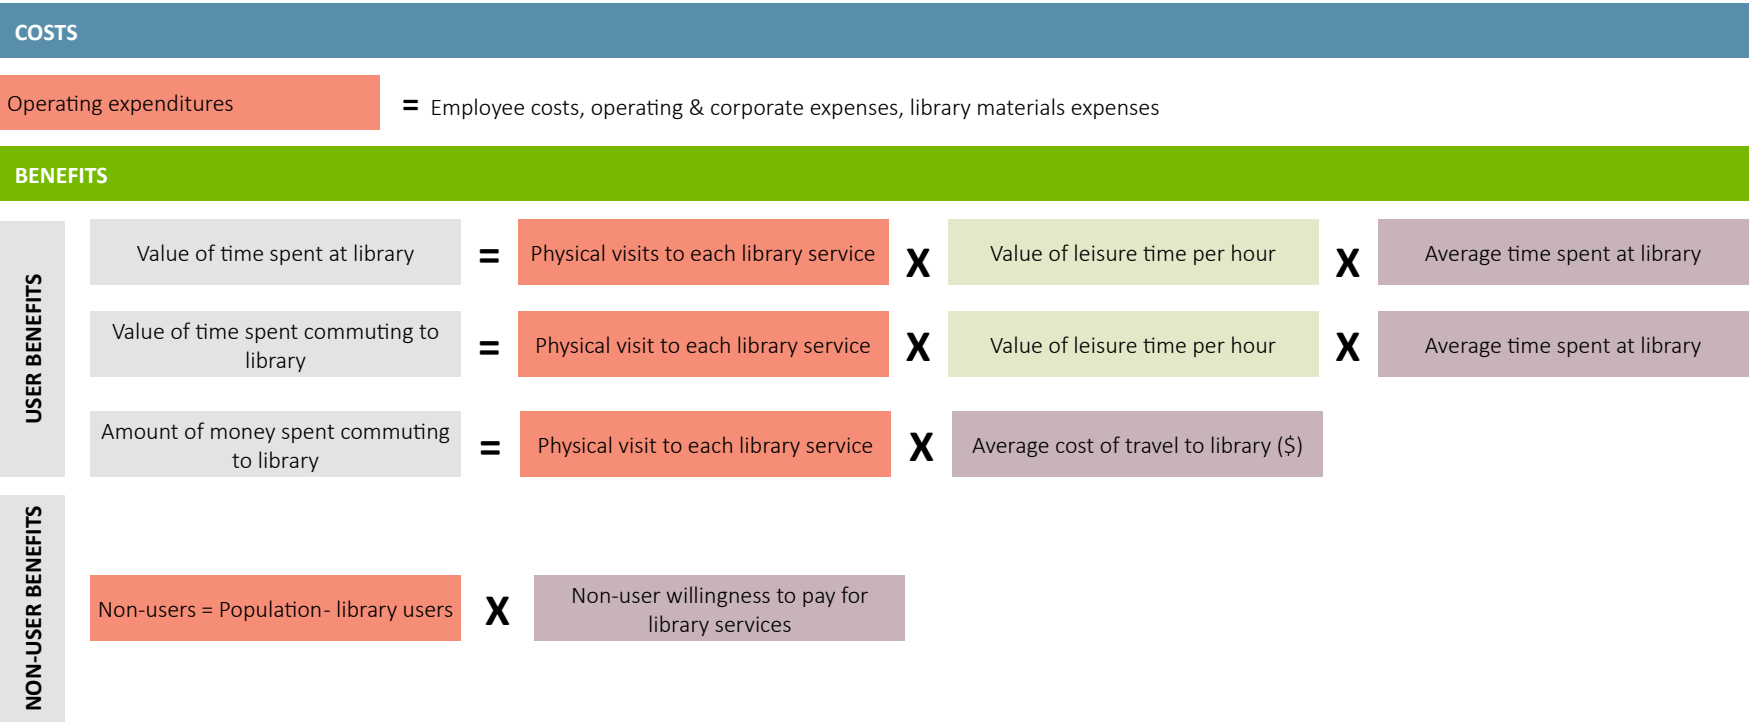 COSTS
Operating expenditures
= Employee costs, operating & corporate expenses, library materials expenses
BENEFITS
USER BENEFITS
Value of time spent at library
=
Physical visits to each library service
X
Value of leisure time per hour
X
Average time spent at library
Value of time spent commuting to
library
=
Physical visit to each library service
X
Value of leisure time per hour
X
Average time spent at library
Amount of money spent commuting
to library
=
Physical visit to each library service
X
Average cost of travel to library ($)
NON-USER BENEFITS
Non-users = Population- library users
X
Non-user willingness to pay for
library services